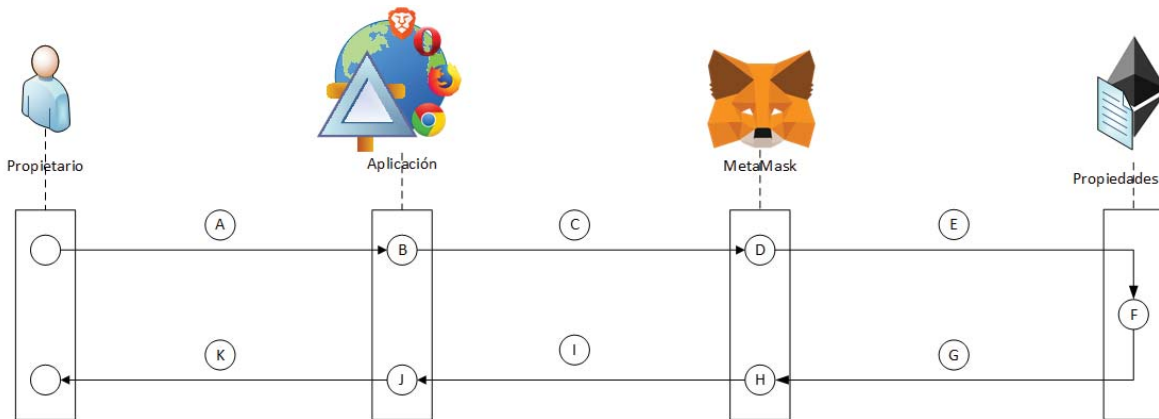 Propietario
Aplicación
MetaMask
Propiedades
A
C
E
B
D
F
K
I
G
J
H